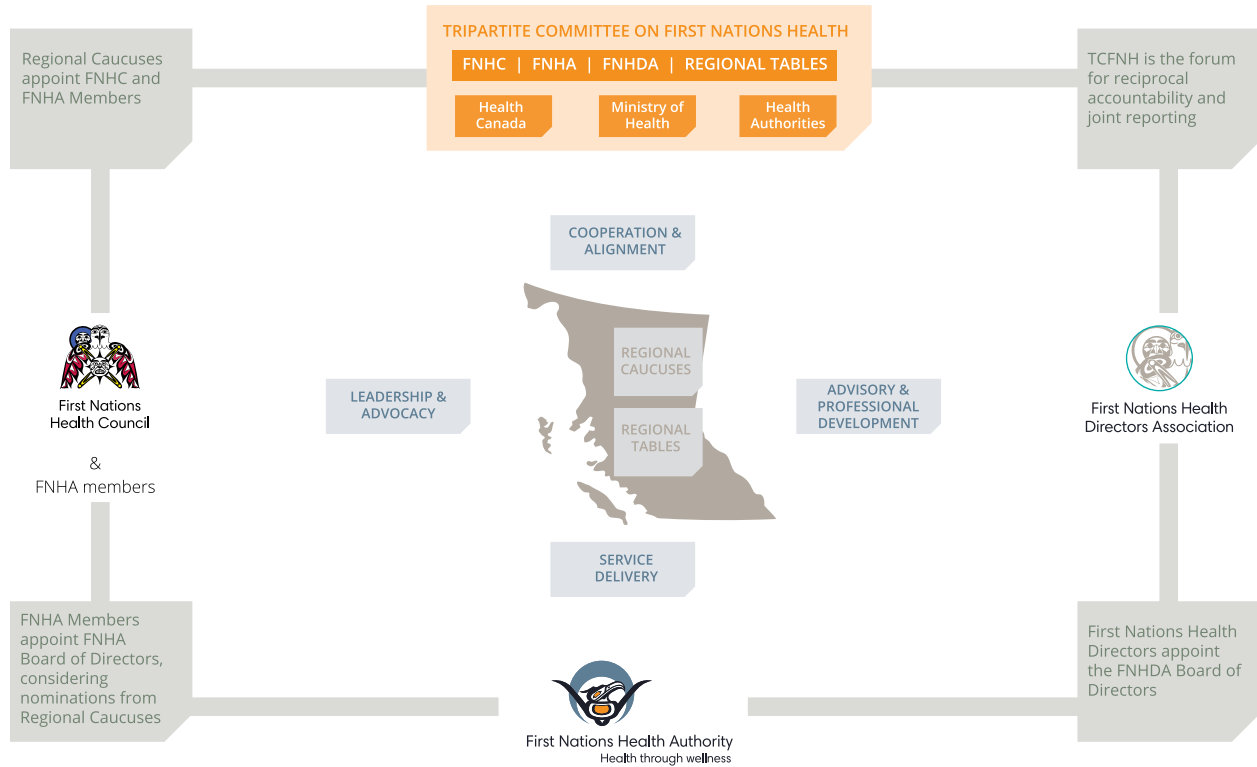 Regional Caucuses
appoint FNHC and
FNHA Members
TRIPARTITE COMMITTEE ON FIRST NATIONS HEALTH
FNHC | FNHA | FNHDA | REGIONAL TABLES
Health
Canada
Ministry of
Health
Health
Authorities
TCFNH is the forum
for reciprocal
accountability and
joint reporting
COOPERATION &
ALIGNMENT
First Nations
Health Council
&
FNHA members
LEADERSHIP &
ADVOCACY
REGIONAL
CAUCUSES
REGIONAL
TABLES
ADVISORY &
PROFESSIONAL
DEVELOPMENT
First Nations Health
Directors Association
SERVICE
DELIVERY
FNHA Members
appoint FNHA
Board of Directors,
considering
nominations from
Regional Caucuses
First Nations Health Authority
Health through wellness
First Nations Health
Directors appoint
the FNHDA Board of
Directors